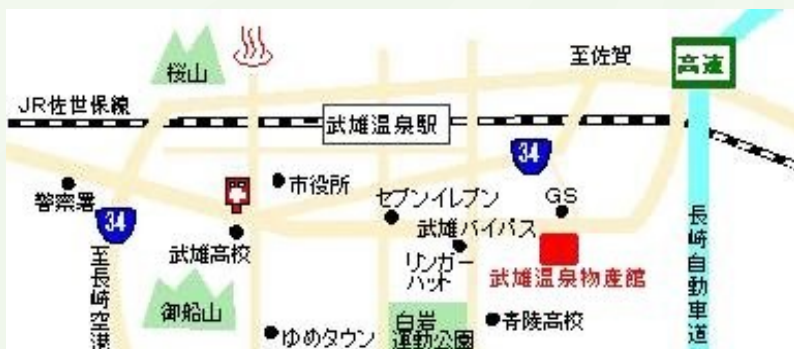 桜山
至佐賀
高速
JR佐世保線
武雄温泉駅
34
市役所
セブンイレブン
GS
警察署
34
武雄高校
武雄バイパス
リンガー
ハット
武雄温泉物産館
長崎自動車道
至長崎空港
御船山
ゆめタウン
白岩
運動公園
青陵高校